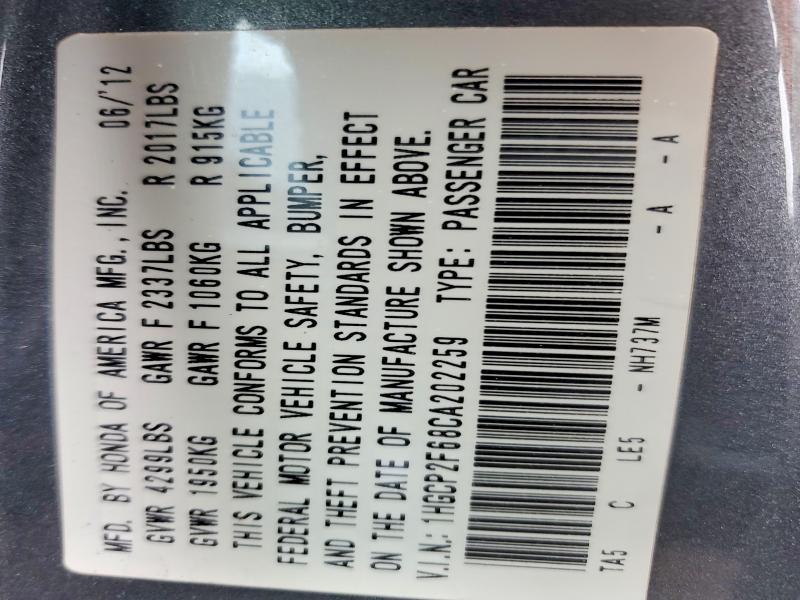 MFD. BY HONDA OF AMERICA MFG., INC. 06/'12
GVWR 4299LBS GAWR F 2337LBS R 2017LBS
GVWR 1950KG GAWR F 1060KG R 915KG
THIS VEHICLE CONFORMS TO ALL APPLICABLE
FEDERAL MOTOR VEHICLE SAFETY, BUMPER,
AND THEFT PREVENTION STANDARDS IN EFFECT
ON THE DATE OF MANUFACTURE SHOWN ABOVE.
V.I.N.: 1HGCP2F68CA202259 TYPE: PASSENGER CAR
TA5 C LE5 - NH737M - A - A